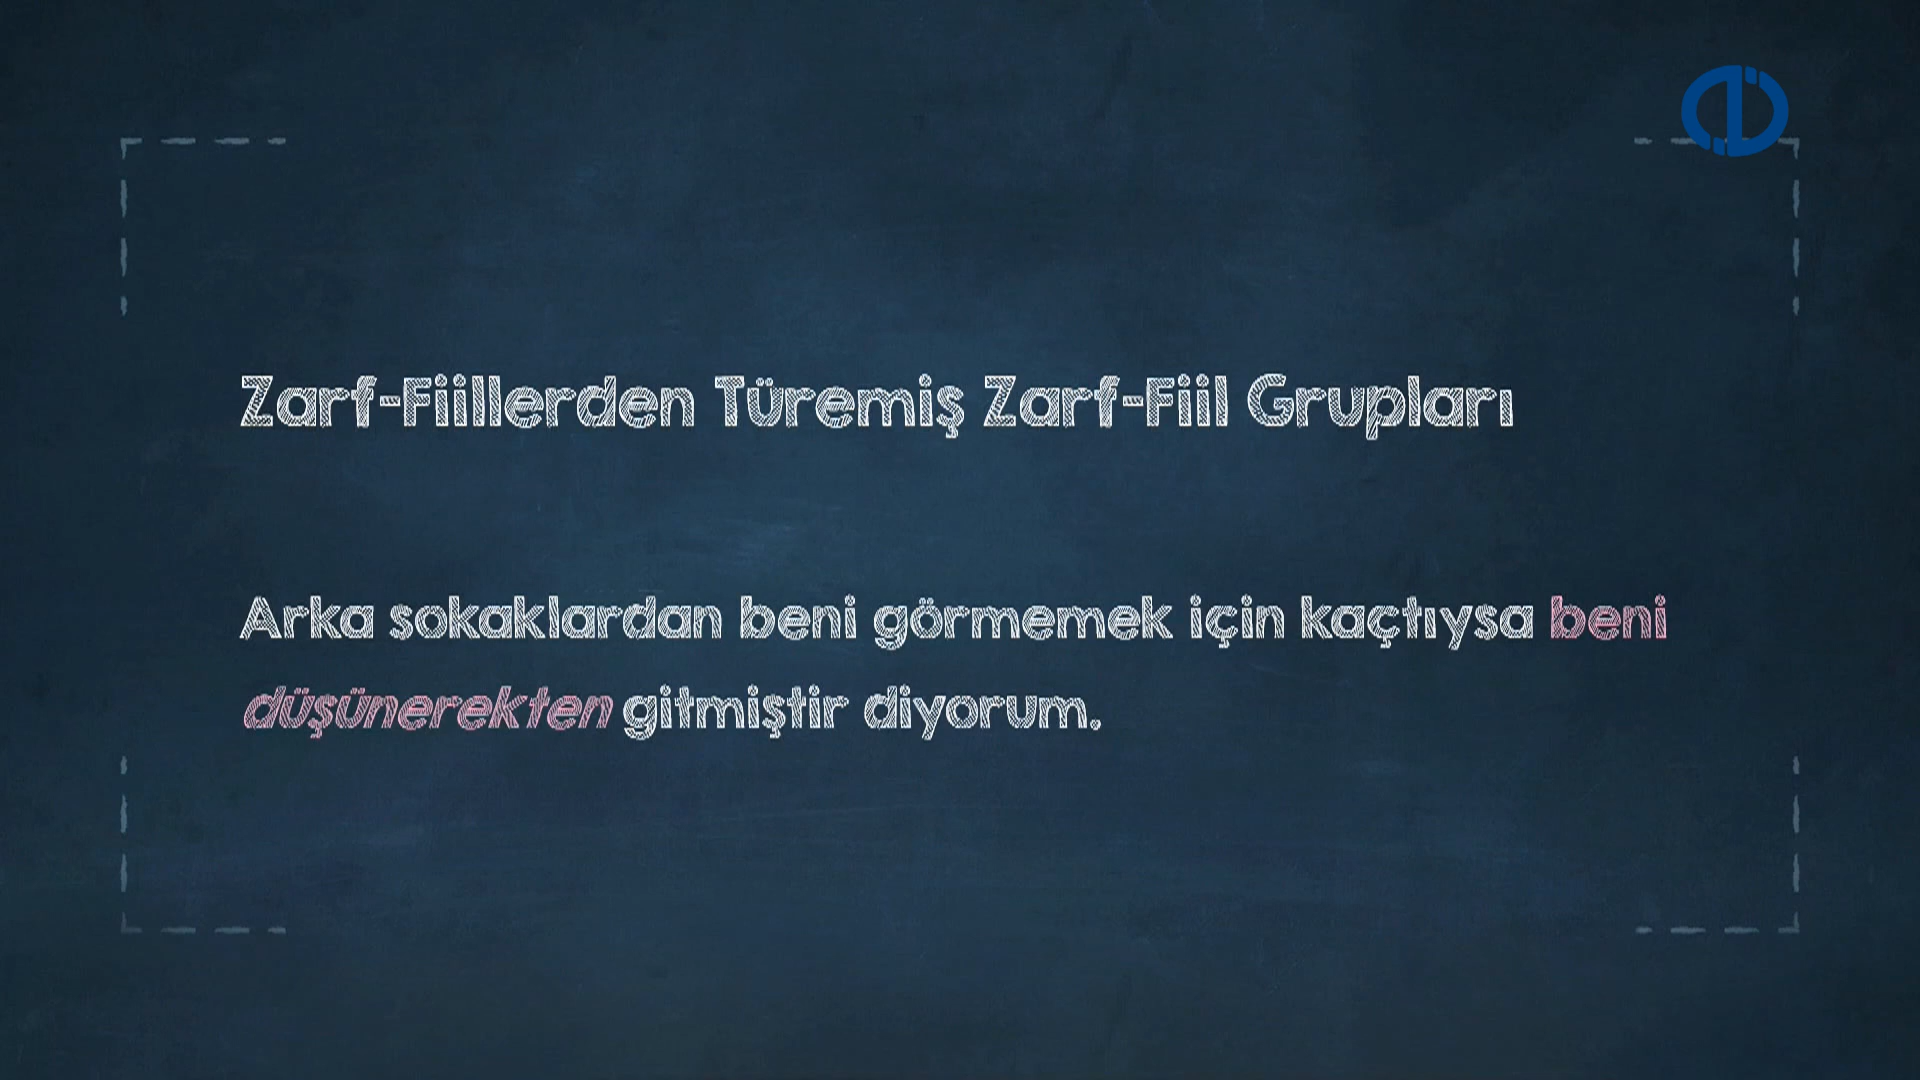 Zarf-Fiillerden Türemiş Zarf-Fiil Grupları
Arka sokaklardan beni görmemek için kaçtıysa beni
düşünerekten gitmiştir diyorum.